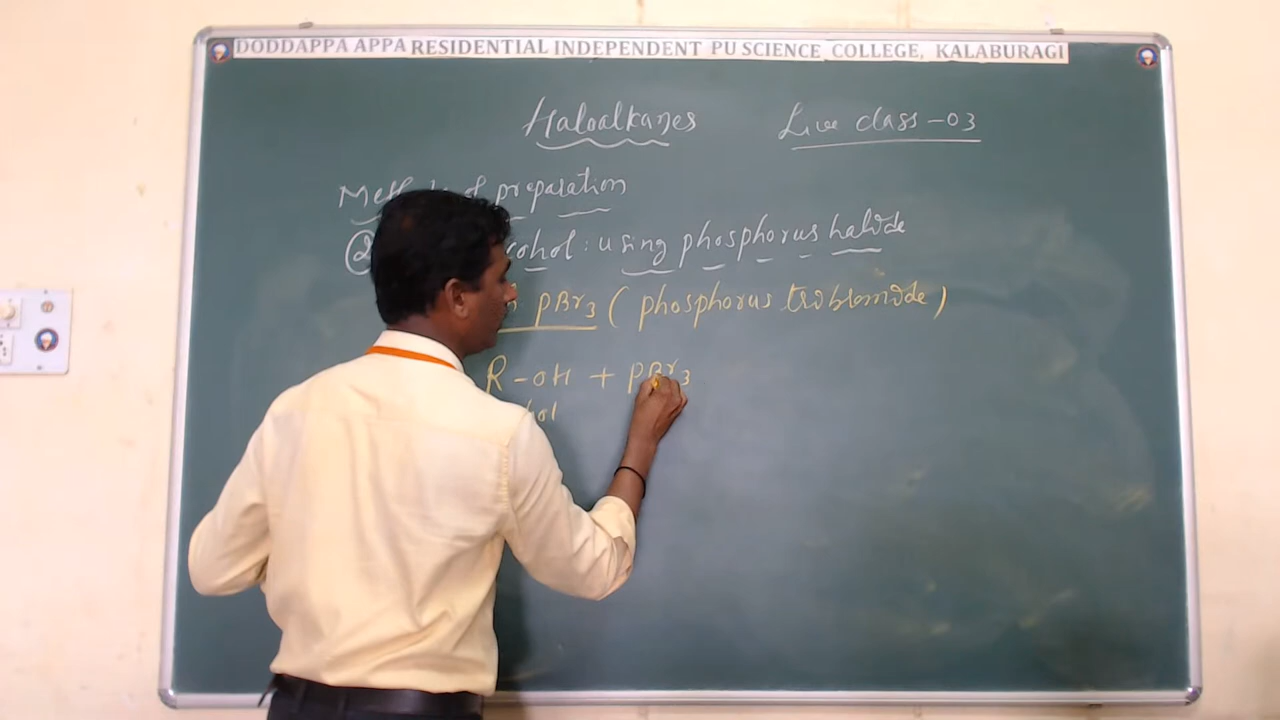 DODDAPPA APPA RESIDENTIAL INDEPENDENT PU SCIENCE COLLEGE, KALABURAGI
Haloalkanes Live class-03
of preparation
using phosphorus halide
PBr3 (phosphorus tribromide)
R-OH + PBr3